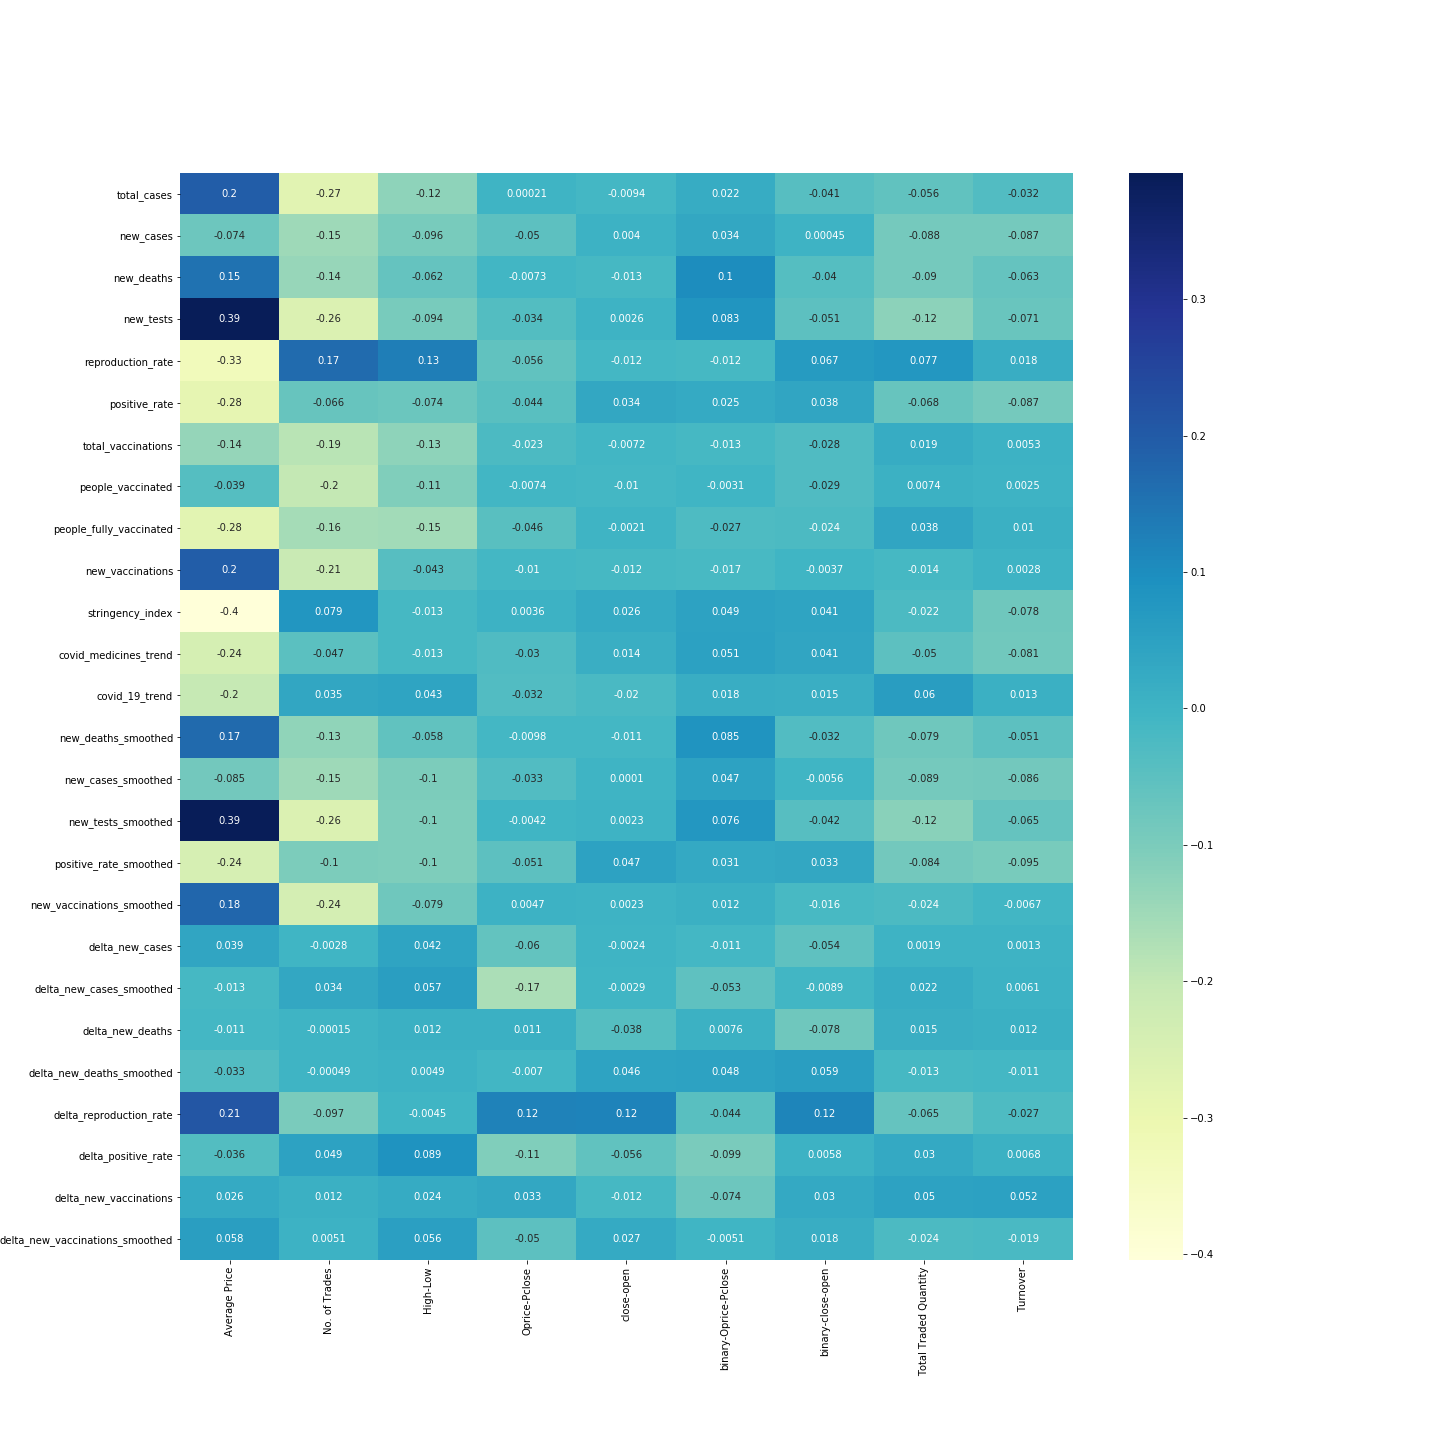 total_cases 0.2 -0.27 -0.12 0.00021 -0.0094 0.022 -0.041 -0.056 -0.032
new_cases -0.074 -0.15 -0.096 -0.05 0.004 0.034 0.00045 -0.088 -0.087
new_deaths 0.15 -0.14 -0.062 -0.0073 -0.013 0.1 -0.04 -0.09 -0.063
new_tests 0.39 -0.26 -0.094 -0.034 0.0026 0.083 -0.051 -0.12 -0.071
0.3
reproduction_rate -0.33 0.17 0.13 -0.056 -0.012 -0.012 0.067 0.077 0.018
positive_rate -0.28 -0.066 -0.074 -0.044 0.034 0.025 0.038 -0.068 -0.087
0.2
total_vaccinations -0.14 -0.19 -0.13 -0.023 -0.0072 -0.013 -0.028 0.019 0.0053
people_vaccinated -0.039 -0.2 -0.11 -0.0074 -0.01 -0.0031 -0.029 0.0074 0.0025
people_fully_vaccinated -0.28 -0.16 -0.15 -0.046 -0.0021 -0.027 -0.024 0.038 0.01
new_vaccinations 0.2 -0.21 -0.043 -0.01 -0.012 -0.017 -0.0037 -0.014 0.0028
0.1
stringency_index -0.4 0.079 -0.013 0.0036 0.026 0.049 0.041 -0.022 -0.078
covid_medicines_trend -0.24 -0.047 -0.013 -0.03 0.014 0.051 0.041 -0.05 -0.081
covid_19_trend -0.2 0.035 0.043 -0.032 -0.02 0.018 0.015 0.06 0.013
0.0
new_deaths_smoothed 0.17 -0.13 -0.058 -0.0098 -0.011 0.085 -0.032 -0.079 -0.051
new_cases_smoothed -0.085 -0.15 -0.1 -0.033 0.0001 0.047 -0.0056 -0.089 -0.086
new_tests_smoothed 0.39 -0.26 -0.1 -0.0042 0.0023 0.076 -0.042 -0.12 -0.065
−0.1
positive_rate_smoothed -0.24 -0.1 -0.1 -0.051 0.047 0.031 0.033 -0.084 -0.095
new_vaccinations_smoothed 0.18 -0.24 -0.079 0.0047 0.0023 0.012 -0.016 -0.024 -0.0067
delta_new_cases 0.039 -0.0028 0.042 -0.06 -0.0024 -0.011 -0.054 0.0019 0.0013
−0.2
delta_new_cases_smoothed -0.013 0.034 0.057 -0.17 -0.0029 -0.053 -0.0089 0.022 0.0061
delta_new_deaths -0.011 -0.00015 0.012 0.011 -0.038 0.0076 -0.078 0.015 0.012
delta_new_deaths_smoothed -0.033 -0.00049 0.0049 -0.007 0.046 0.048 0.059 -0.013 -0.011
delta_reproduction_rate 0.21 -0.097 -0.0045 0.12 0.12 -0.044 0.12 -0.065 -0.027
−0.3
delta_positive_rate -0.036 0.049 0.089 -0.11 -0.056 -0.099 0.0058 0.03 0.0068
delta_new_vaccinations 0.026 0.012 0.024 0.033 -0.012 -0.074 0.03 0.05 0.052
delta_new_vaccinations_smoothed 0.058 0.0051 0.056 -0.05 0.027 -0.0051 0.018 -0.024 -0.019
−0.4
Average Price
No. of Trades
High-Low
Oprice-Pclose
close-open
binary-Oprice-Pclose
binary-close-open
Total Traded Quantity
Turnover